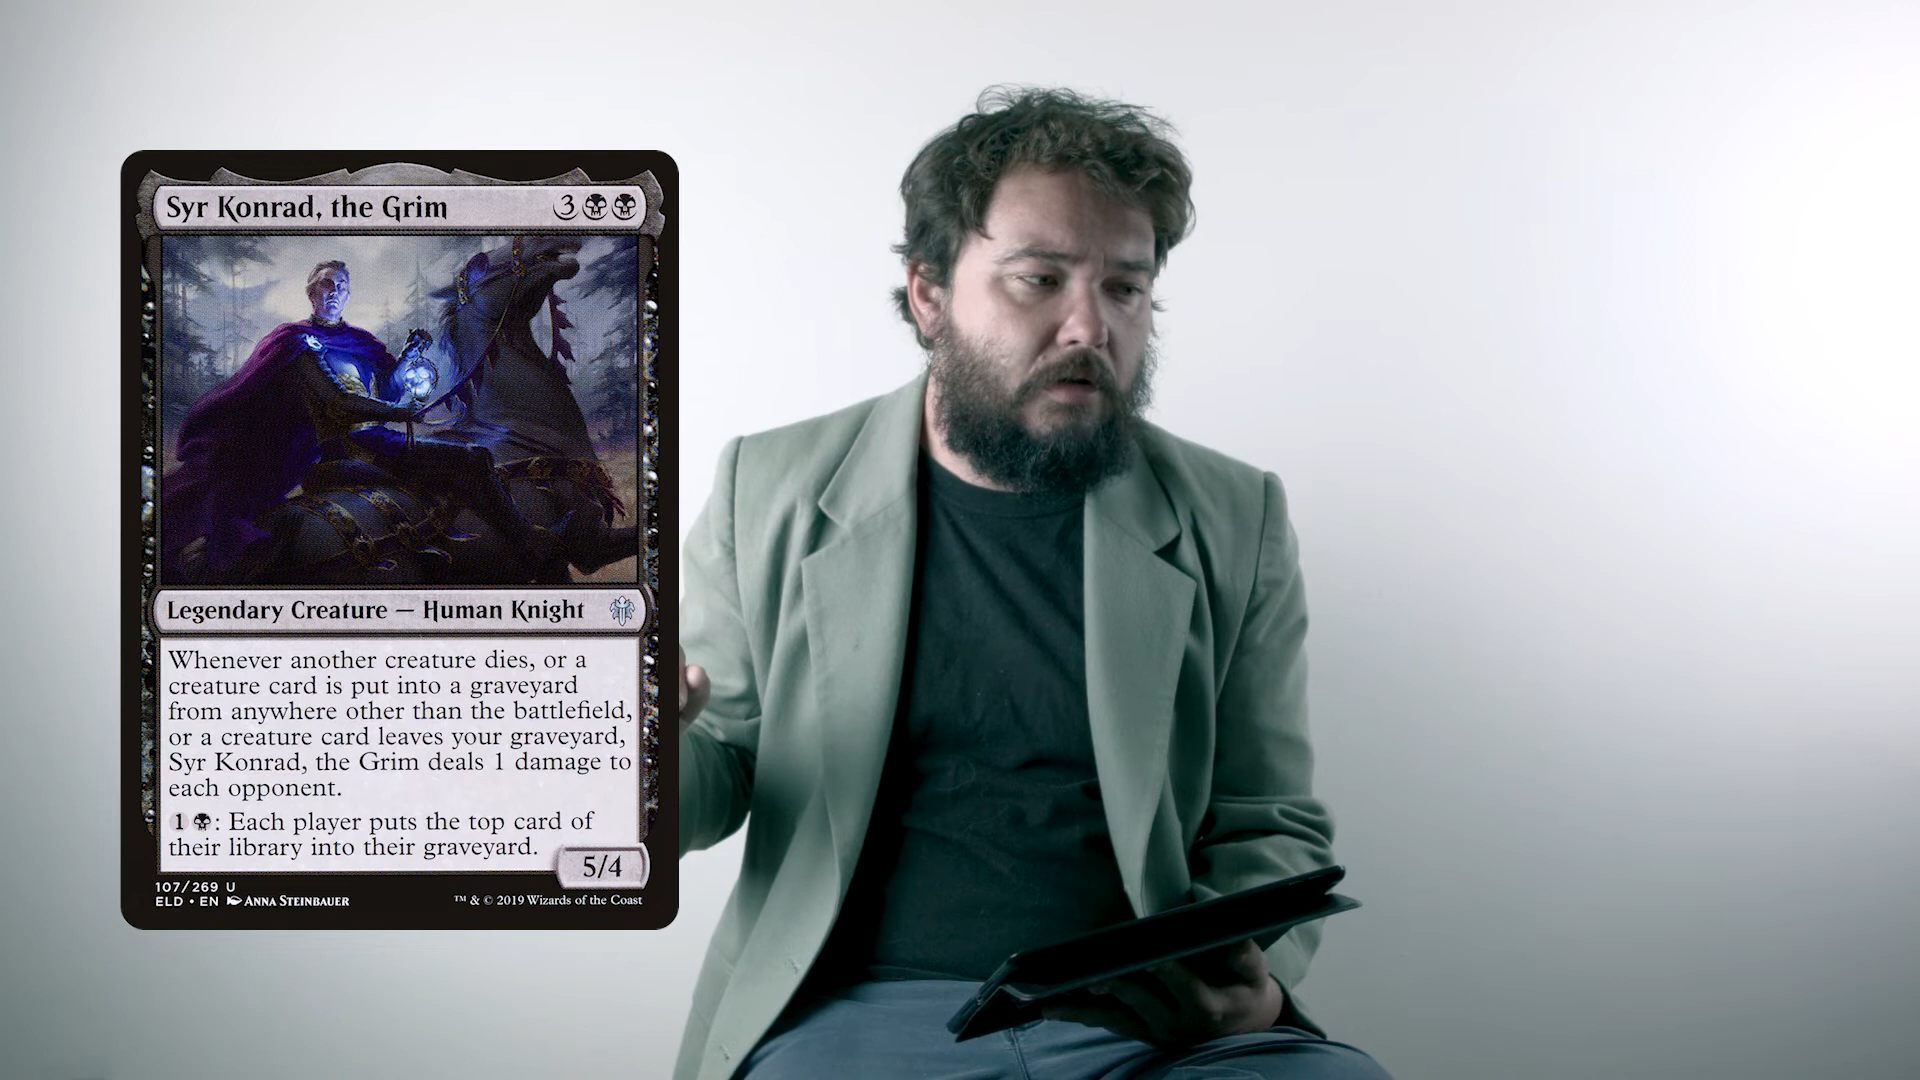 Syr Konrad, the Grim 3
Legendary Creature — Human Knight
Whenever another creature dies, or a
creature card is put into a graveyard
from anywhere other than the battlefield,
or a creature card leaves your graveyard,
Syr Konrad, the Grim deals 1 damage to
each opponent.
1 : Each player puts the top card of
their library into their graveyard.
5/4
107/269 U
ELD • EN ANNA STEINBAUER
™ & © 2019 Wizards of the Coast